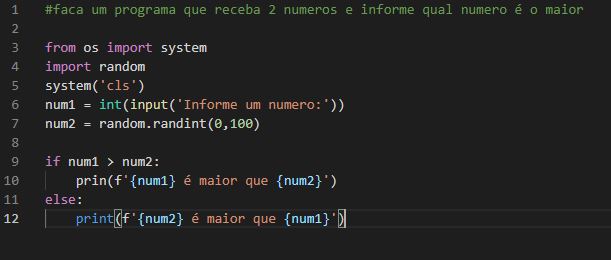 1 #faca um programa que receba 2 numeros e informe qual numero é o maior
2
3 from os import system
4 import random
5 system('cls')
6 num1 = int(input('Informe um numero:'))
7 num2 = random.randint(0,100)
8
9 if num1 > num2:
10     prin(f'{num1} é maior que {num2}')
11 else:
12     print(f'{num2} é maior que {num1}')